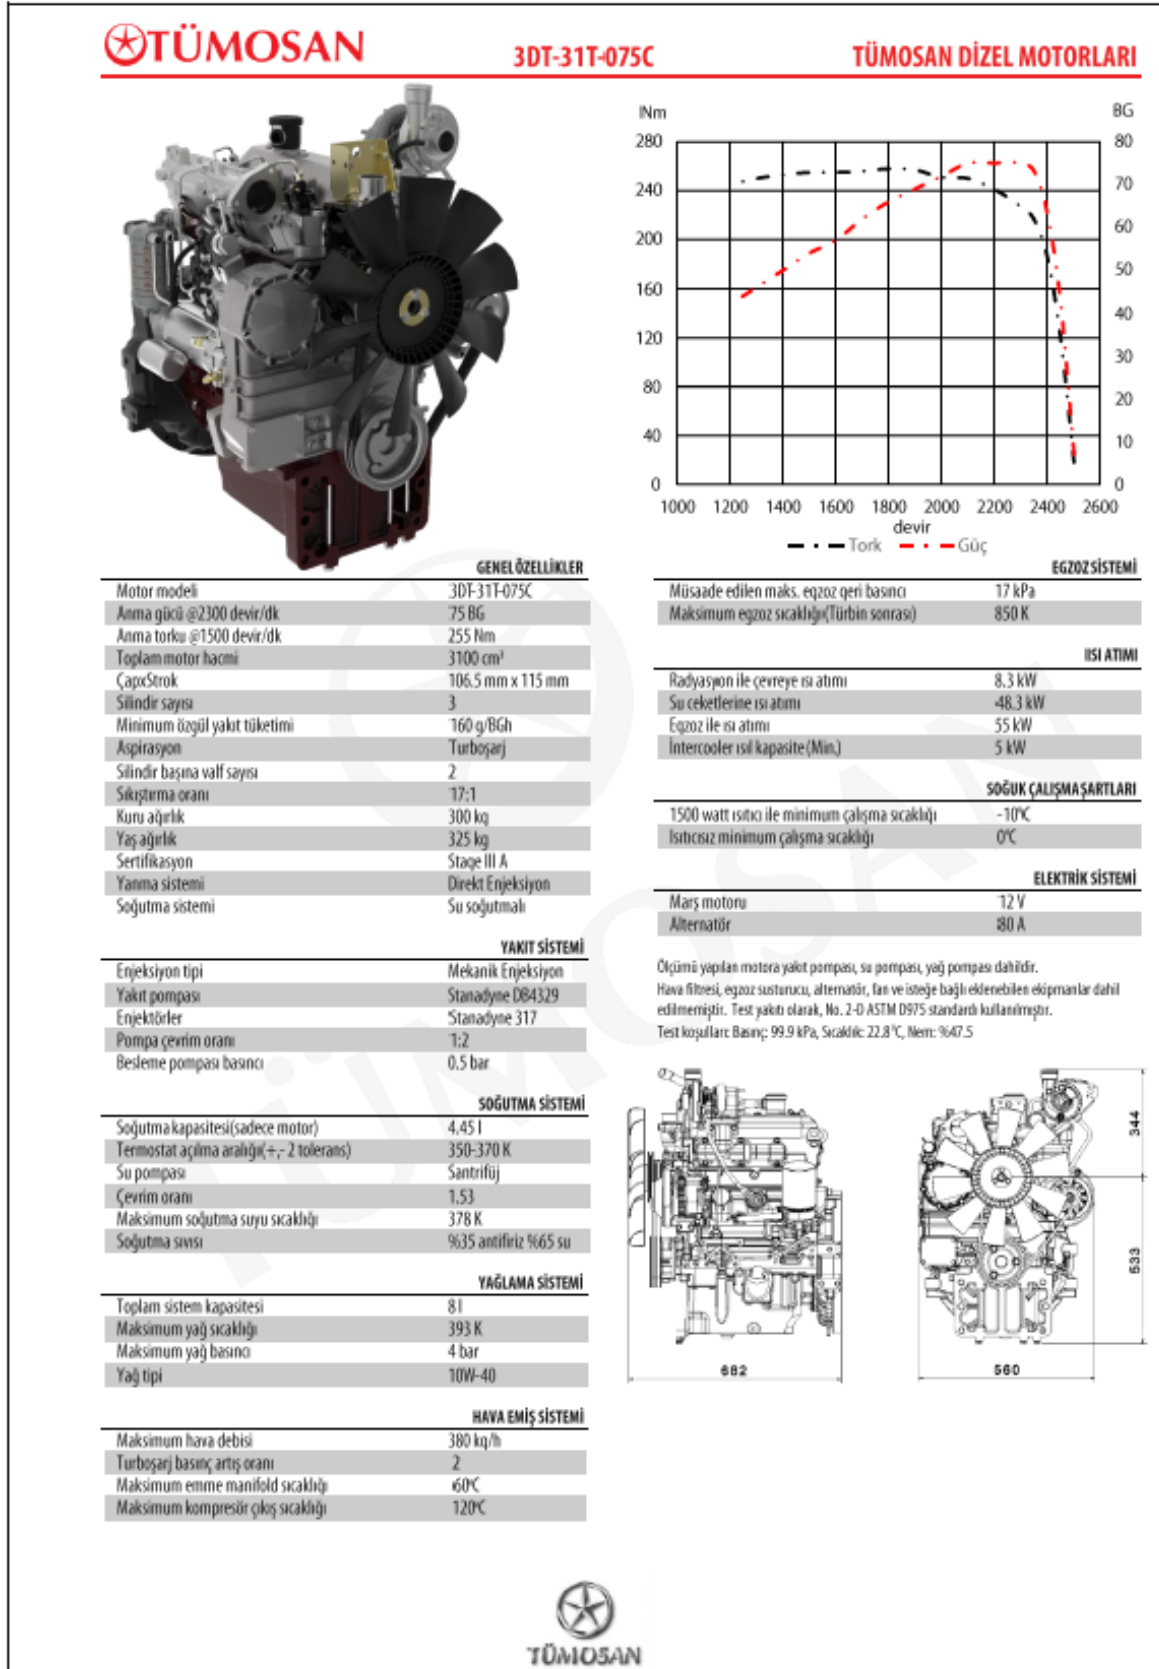 TÜMOSAN
3DT-31T-075C
TÜMOSAN DİZEL MOTORLARI
Nm
BG
280
240
200
160
120
80
40
0
80
70
60
50
40
30
20
10
0
1000 1200 1400 1600 1800 2000 2200 2400 2600
devir
Tork
Güç
GENEL ÖZELLİKLER
Motor modeli 3DT-31T-075C
Anma gücü @2300 devir/dk 75 BG
Anma torku @1500 devir/dk 255 Nm
Toplam motor hacmi 3100 cm³
ÇapxStrok 106.5 mm x 115 mm
Silindir sayısı 3
Minimum özgül yakıt tüketimi 160 g/BGh
Aspirasyon Turboşarj
Silindir başına valf sayısı 2
Sıkıştırma oranı 17:1
Kuru ağırlık 300 kg
Yaş ağırlık 325 kg
Sertifikasyon Stage III A
Yanma sistemi Direkt Enjeksiyon
Soğutma sistemi Su soğutmalı
YAKIT SİSTEMİ
Enjeksiyon tipi Mekanik Enjeksiyon
Yakıt pompası Stanadyne DB4329
Enjektörler Stanadyne 317
Pompa çevrim oranı 1:2
Besleme pompası basıncı 0.5 bar
SOĞUTMA SİSTEMİ
Soğutma kapasitesi(sadece motor) 4.45 l
Termostat açılma aralığı(+,- 2 tolerans) 350-370 K
Su pompası Santrifüj
Çevrim oranı 1.53
Maksimum soğutma suyu sıcaklığı 378 K
Soğutma sıvısı %35 antifiriz %65 su
YAĞLAMA SİSTEMİ
Toplam sistem kapasitesi 8 l
Maksimum yağ sıcaklığı 393 K
Maksimum yağ basıncı 4 bar
Yağ tipi 10W-40
HAVA EMİŞ SİSTEMİ
Maksimum hava debisi 380 kg/h
Turboşarj basınç artış oranı 2
Maksimum emme manifold sıcaklığı 60°C
Maksimum kompresör çıkış sıcaklığı 120°C
EGZOZ SİSTEMİ
Müsaade edilen maks. egzoz geri basıncı 17 kPa
Maksimum egzoz sıcaklığı(Türbin sonrası) 850 K
ISI ATIMI
Radyasyon ile çevreye ısı atımı 8.3 kW
Su ceketlerine ısı atımı 48.3 kW
Egzoz ile ısı atımı 55 kW
İntercooler ısıl kapasite (Min.) 5 kW
SOĞUK ÇALIŞMA ŞARTLARI
1500 watt ısıtıcı ile minimum çalışma sıcaklığı -10°C
Isıtıcısız minimum çalışma sıcaklığı 0°C
ELEKTRİK SİSTEMİ
Marş motoru 12 V
Alternatör 80 A
Ölçümü yapılan motora yakıt pompası, su pompası, yağ pompası dahildir.
Hava filtresi, egzoz susturucu, alternatör, fan ve isteğe bağlı eklenebilen ekipmanlar dahil
edilmemiştir. Test yakıtı olarak, No. 2-D ASTM D975 standardı kullanılmıştır.
Test koşulları: Basınç: 99.9 kPa, Sıcaklık: 22.8°C, Nem: %47.5
344
533
682
560
TÜMOSAN
TÜMOSAN